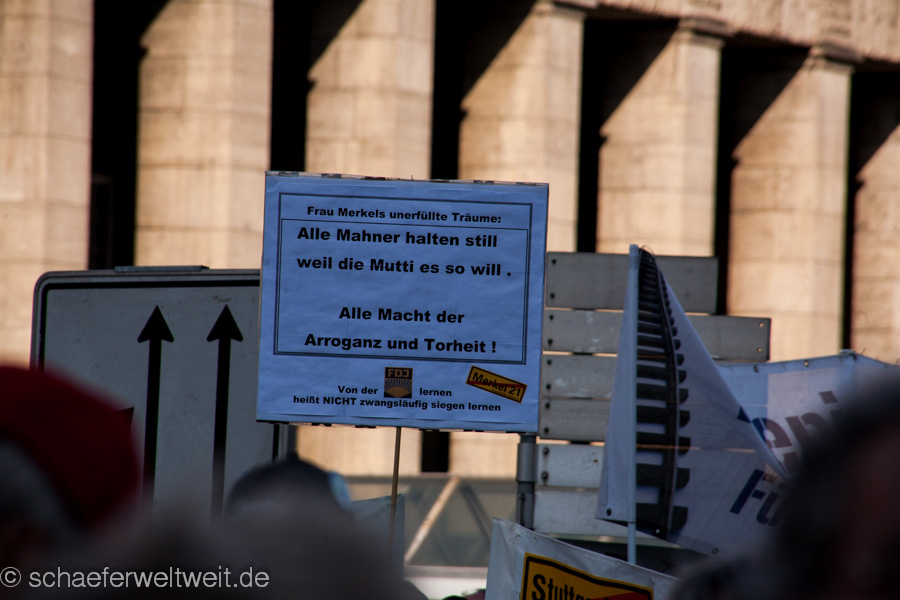 Frau Merkels unerfüllte Träume:
Alle Mahner halten still
weil die Mutti es so will .
Alle Macht der
Arroganz und Torheit !
Von der FDJ lernen
heißt NICHT zwangsläufig siegen lernen
Merkel 21
© schaeferweltweit.de